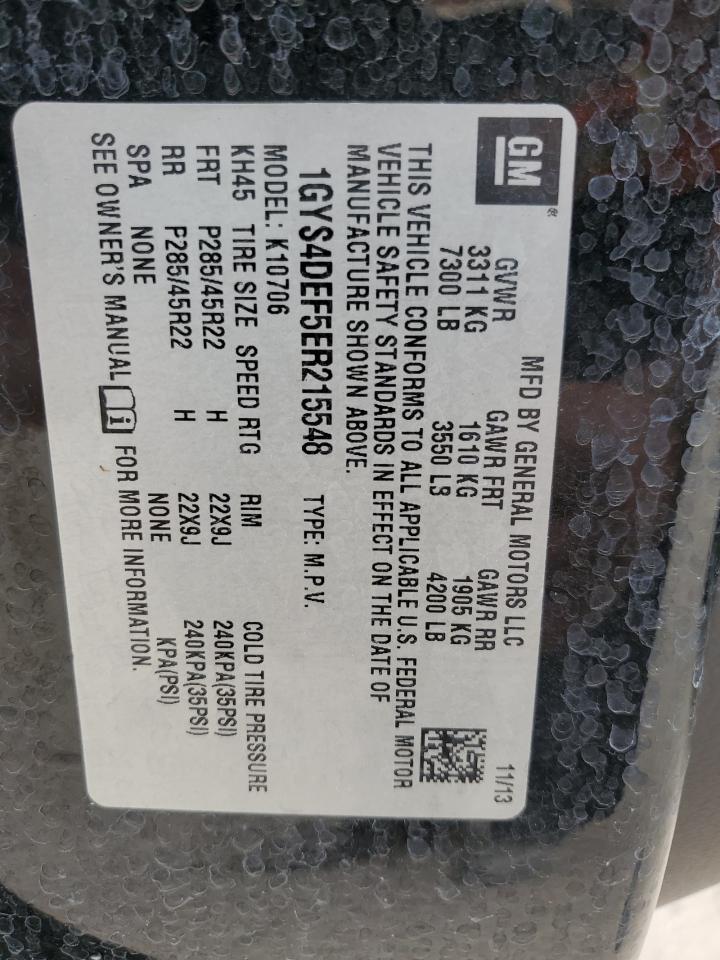 GM®
MFD BY GENERAL MOTORS LLC 11/13
GVWR GAWR FRT GAWR RR
3311 KG 1610 KG 1905 KG
7300 LB 3550 LB 4200 LB
THIS VEHICLE CONFORMS TO ALL APPLICABLE U.S. FEDERAL MOTOR
VEHICLE SAFETY STANDARDS IN EFFECT ON THE DATE OF
MANUFACTURE SHOWN ABOVE.
1GYS4DEF5ER215548 TYPE: M.P.V.
MODEL: K10706
KH45 TIRE SIZE SPEED RTG RIM COLD TIRE PRESSURE
FRT P285/45R22 H 22X9J 240KPA(35PSI)
RR P285/45R22 H 22X9J 240KPA(35PSI)
SPA NONE NONE KPA(PSI)
SEE OWNER'S MANUAL i FOR MORE INFORMATION.